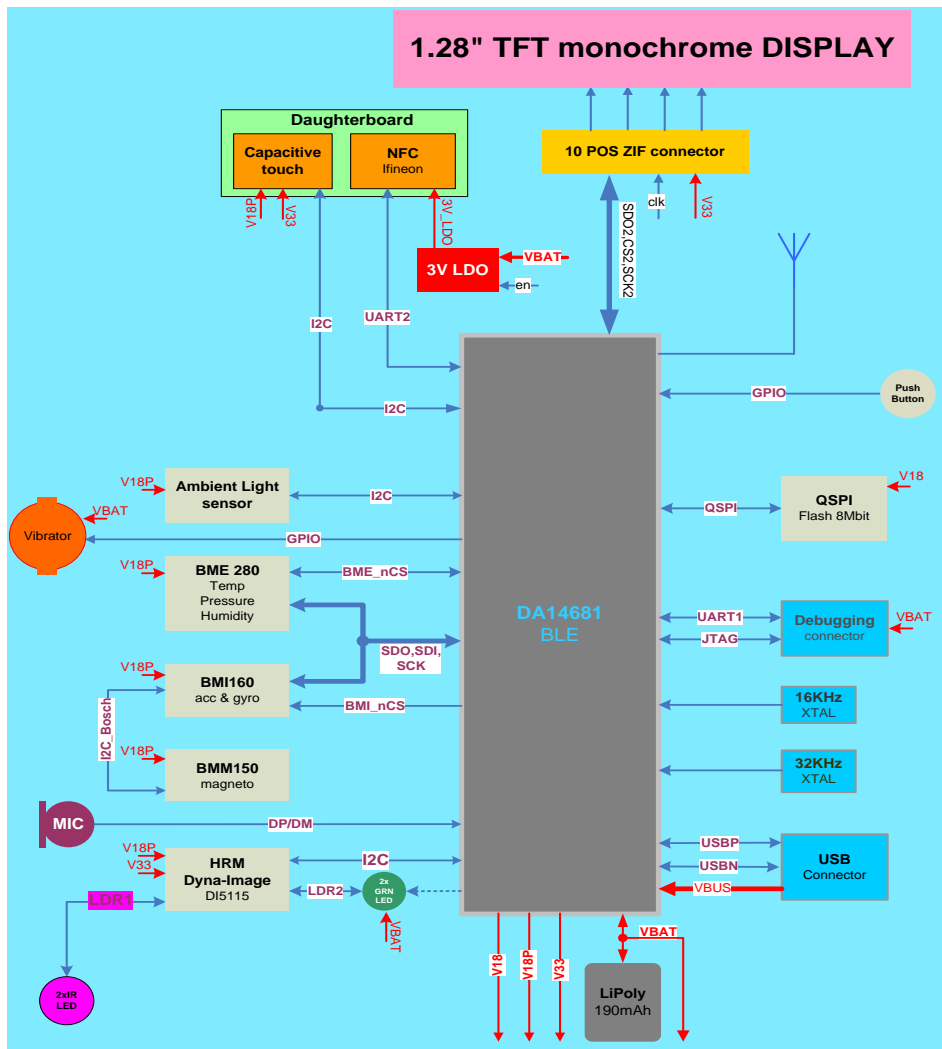 1.28" TFT monochrome DISPLAY
Daughterboard
Capacitive
touch
NFC
Ifineon
10 POS ZIF connector
V18P
V33
3V_LDO
clk
V33
SDO2,CS2,SCK2
3V LDO
VBAT
en
I2C
UART2
I2C
GPIO
Push
Button
V18P
Ambient Light
sensor
I2C
VBAT
Vibrator
GPIO
QSPI
V18
QSPI
Flash 8Mbit
V18P
BME 280
Temp
Pressure
Humidity
BME_nCS
SDO,SDI,
SCK
DA14681
BLE
UART1
JTAG
Debugging
connector
VBAT
V18P
BMI160
acc & gyro
BMI_nCS
I2C_Bosch
16KHz
XTAL
V18P
BMM150
magneto
32KHz
XTAL
MIC
DP/DM
V18P
V33
HRM
Dyna-Image
DI5115
I2C
LDR2
2x
GRN
LED
VBAT
LDR1
2xIR
LED
USBP
USBN
VBUS
USB
Connector
V18
V18P
V33
VBAT
LiPoly
190mAh